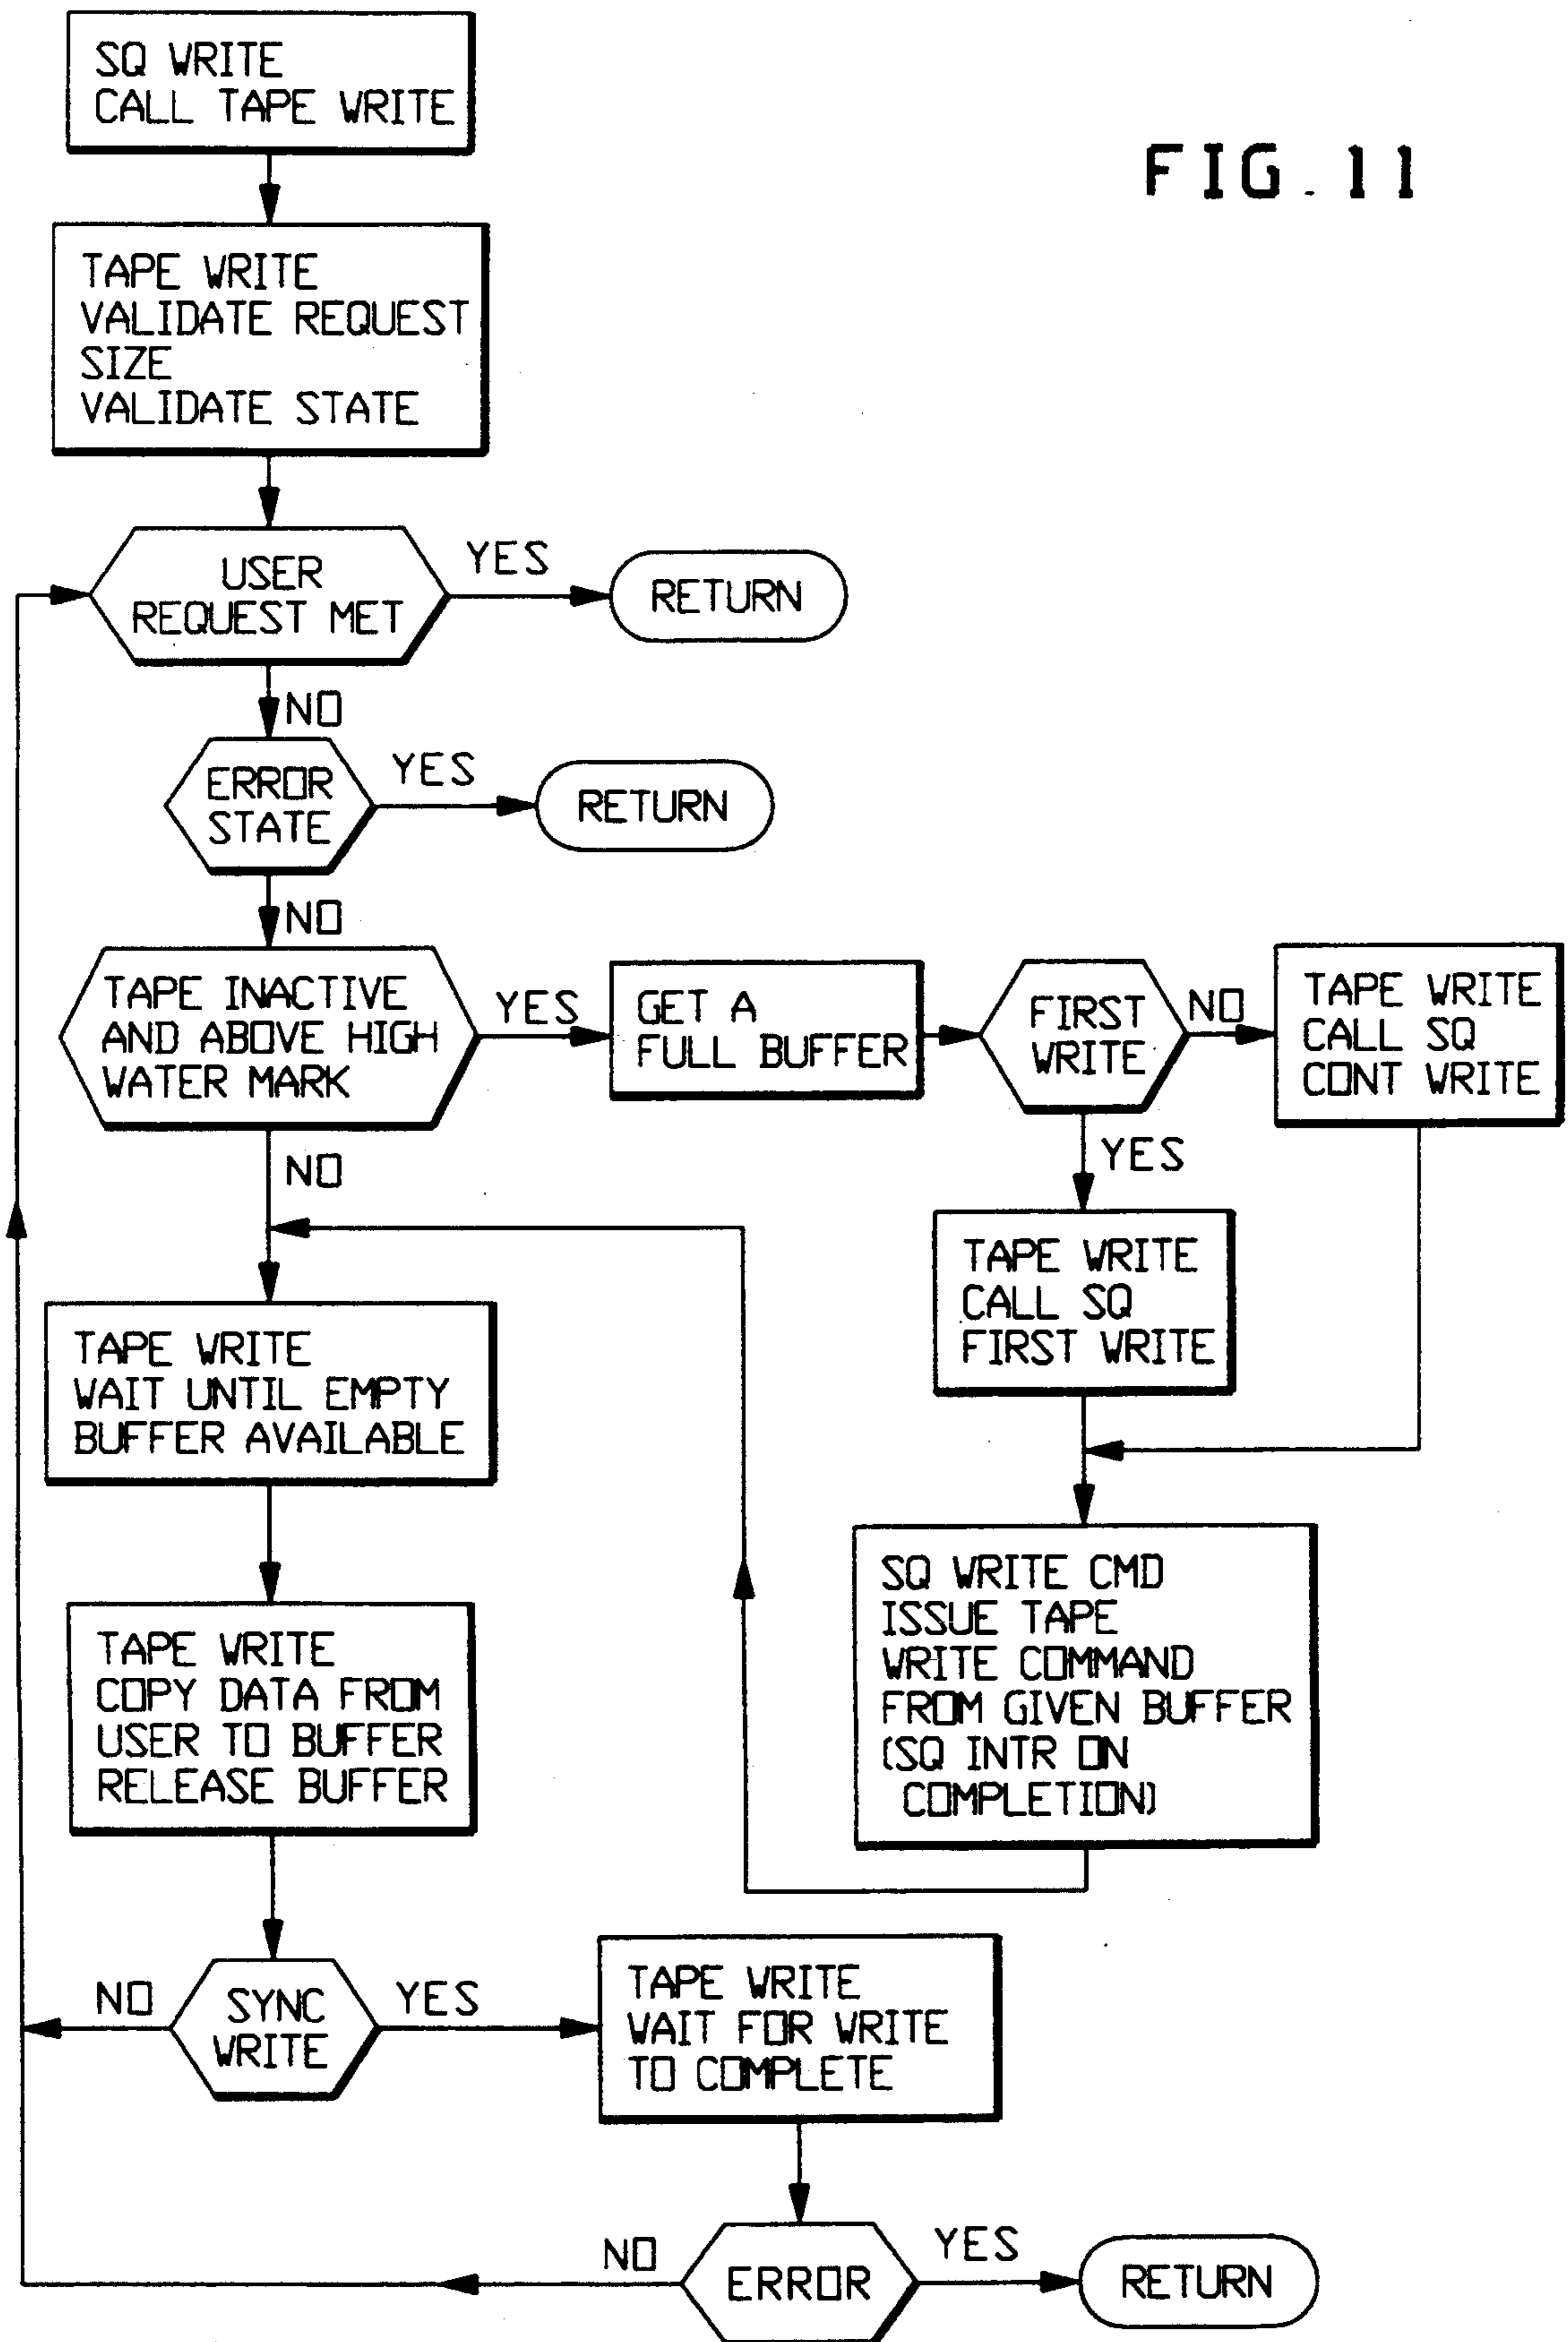 SQ WRITE
CALL TAPE WRITE
FIG. 11
TAPE WRITE
VALIDATE REQUEST
SIZE
VALIDATE STATE
USER
REQUEST MET
YES
RETURN
NO
ERROR
STATE
YES
RETURN
NO
TAPE INACTIVE
AND ABOVE HIGH
WATER MARK
YES
GET A
FULL BUFFER
FIRST
WRITE
NO
TAPE WRITE
CALL SQ
CONT WRITE
NO
YES
TAPE WRITE
CALL SQ
FIRST WRITE
TAPE WRITE
WAIT UNTIL EMPTY
BUFFER AVAILABLE
SQ WRITE CMD
ISSUE TAPE
WRITE COMMAND
FROM GIVEN BUFFER
(SQ INTR ON
COMPLETION)
TAPE WRITE
COPY DATA FROM
USER TO BUFFER
RELEASE BUFFER
NO
SYNC
WRITE
YES
TAPE WRITE
WAIT FOR WRITE
TO COMPLETE
NO
ERROR
YES
RETURN